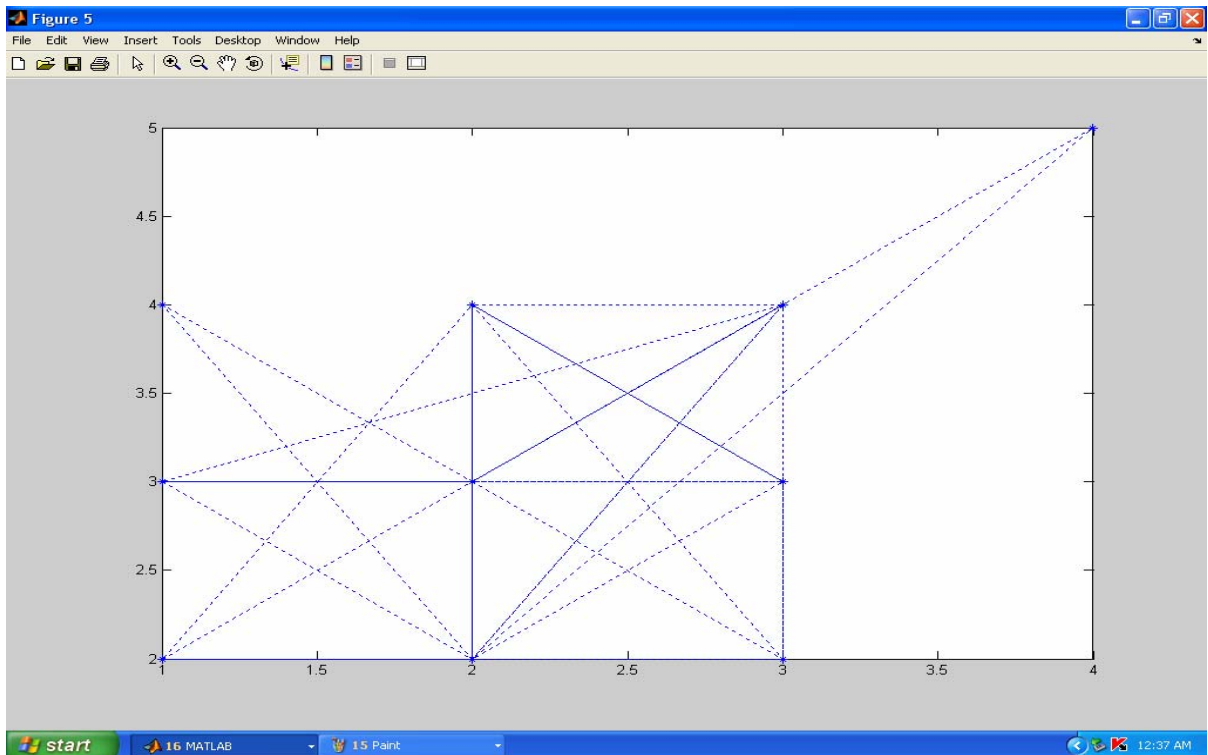 Figure 5
File Edit View Insert Tools Desktop Window Help
5
4.5
4
3.5
3
2.5
2
1 1.5 2 2.5 3 3.5 4
start 16 MATLAB 15 Paint K 12:37 AM